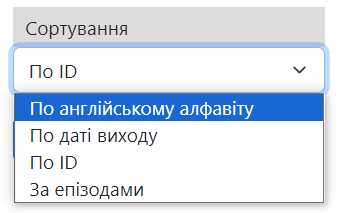 Сортування
По ID
По англійському алфавіту
По даті виходу
По ID
За епізодами